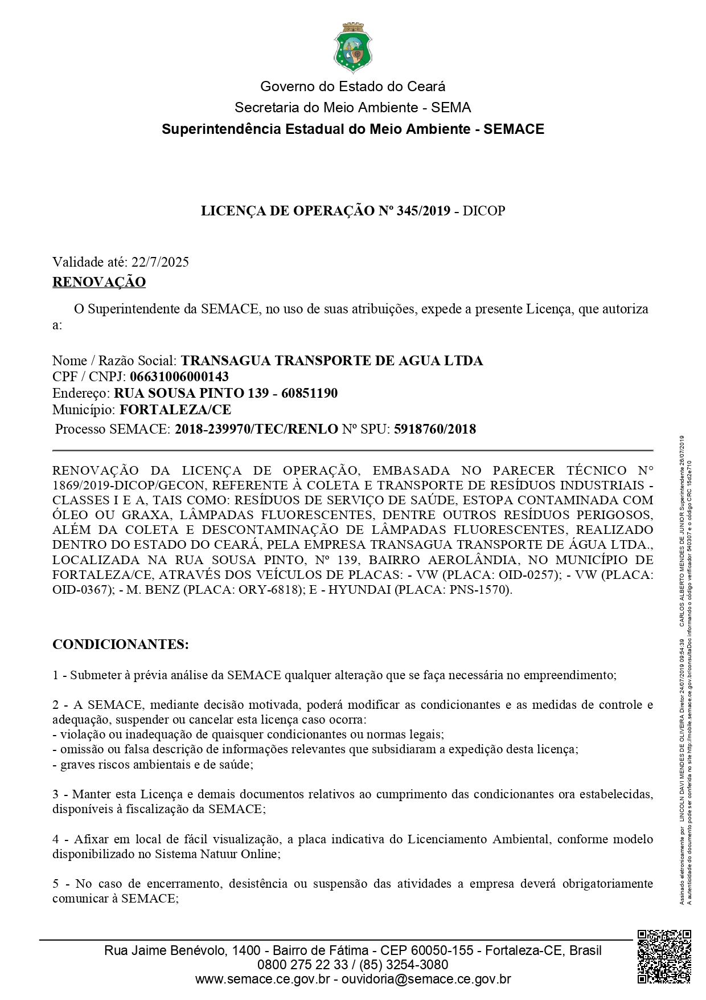 Governo do Estado do Ceará
Secretaria do Meio Ambiente - SEMA
Superintendência Estadual do Meio Ambiente - SEMACE
LICENÇA DE OPERAÇÃO Nº 345/2019 - DICOP
Validade até: 22/7/2025
RENOVAÇÃO
O Superintendente da SEMACE, no uso de suas atribuições, expede a presente Licença, que autoriza
a:
Nome / Razão Social: TRANSAGUA TRANSPORTE DE AGUA LTDA
CPF / CNPJ: 06631006000143
Endereço: RUA SOUSA PINTO 139 - 60851190
Município: FORTALEZA/CE
Processo SEMACE: 2018-239970/TEC/RENLO Nº SPU: 5918760/2018
RENOVAÇÃO DA LICENÇA DE OPERAÇÃO, EMBASADA NO PARECER TÉCNICO N°
1869/2019-DICOP/GECON, REFERENTE À COLETA E TRANSPORTE DE RESÍDUOS INDUSTRIAIS -
CLASSES I E A, TAIS COMO: RESÍDUOS DE SERVIÇO DE SAÚDE, ESTOPA CONTAMINADA COM
ÓLEO OU GRAXA, LÂMPADAS FLUORESCENTES, DENTRE OUTROS RESÍDUOS PERIGOSOS,
ALÉM DA COLETA E DESCONTAMINAÇÃO DE LÂMPADAS FLUORESCENTES, REALIZADO
DENTRO DO ESTADO DO CEARÁ, PELA EMPRESA TRANSAGUA TRANSPORTE DE ÁGUA LTDA.,
LOCALIZADA NA RUA SOUSA PINTO, Nº 139, BAIRRO AEROLÂNDIA, NO MUNICÍPIO DE
FORTALEZA/CE, ATRAVÉS DOS VEÍCULOS DE PLACAS: - VW (PLACA: OID-0257); - VW (PLACA:
OID-0367); - M. BENZ (PLACA: ORY-6818); E - HYUNDAI (PLACA: PNS-1570).
CONDICIONANTES:
1 - Submeter à prévia análise da SEMACE qualquer alteração que se faça necessária no empreendimento;
2 - A SEMACE, mediante decisão motivada, poderá modificar as condicionantes e as medidas de controle e
adequação, suspender ou cancelar esta licença caso ocorra:
- violação ou inadequação de quaisquer condicionantes ou normas legais;
- omissão ou falsa descrição de informações relevantes que subsidiaram a expedição desta licença;
- graves riscos ambientais e de saúde;
3 - Manter esta Licença e demais documentos relativos ao cumprimento das condicionantes ora estabelecidas,
disponíveis à fiscalização da SEMACE;
4 - Afixar em local de fácil visualização, a placa indicativa do Licenciamento Ambiental, conforme modelo
disponibilizado no Sistema Natuur Online;
5 - No caso de encerramento, desistência ou suspensão das atividades a empresa deverá obrigatoriamente
comunicar à SEMACE;
Assinado eletronicamente por LINCOLN DAVI MENDES DE OLIVEIRA Diretor 24/07/2019 09:54:39 CARLOS ALBERTO MENDES DE JUNIOR Superintendente 26/07/2019
A autenticidade do documento pode ser conferida no site http://mobile.semace.ce.gov.br/consultaDoc informando o código verificador 540307 e o código CRC 15d2e710
Rua Jaime Benévolo, 1400 - Bairro de Fátima - CEP 60050-155 - Fortaleza-CE, Brasil
0800 275 22 33 / (85) 3254-3080
www.semace.ce.gov.br - ouvidoria@semace.ce.gov.br